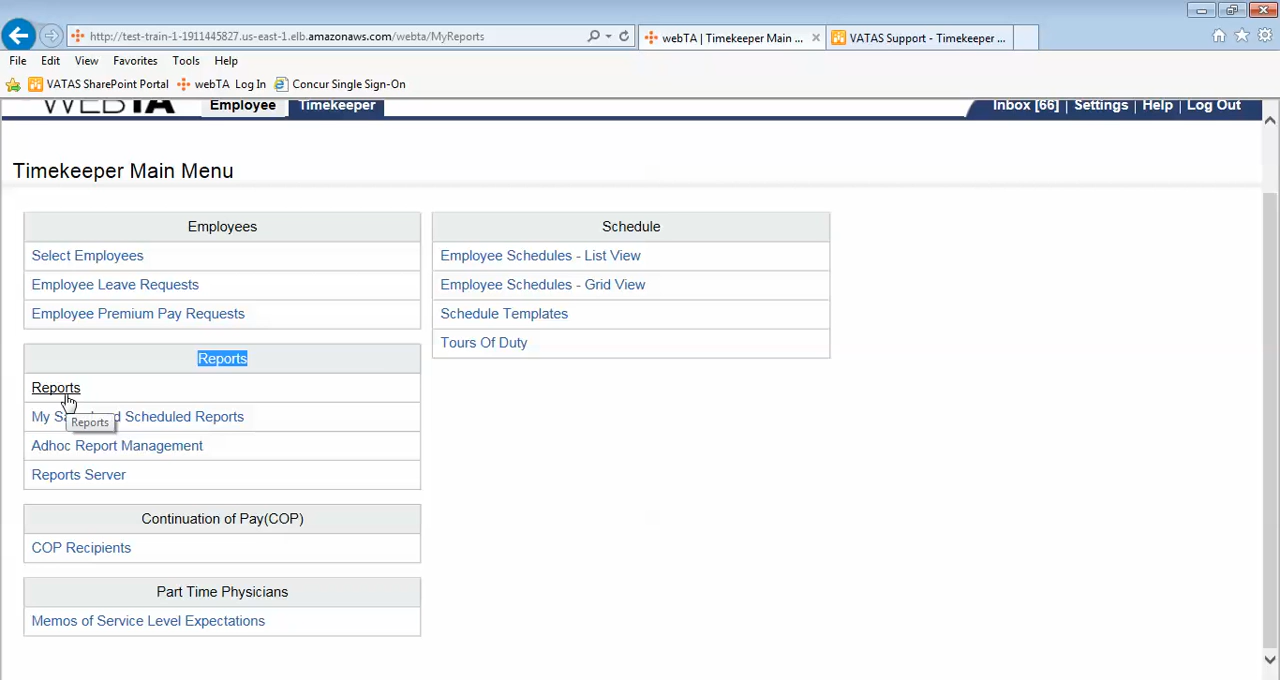 http://test-train-1-1911445827.us-east-1.elb.amazonaws.com/webta/MyReports
webTA | Timekeeper Main ...
VATAS Support - Timekeeper ...
File Edit View Favorites Tools Help
VATAS SharePoint Portal webTA Log In Concur Single Sign-On
WEBTA Employee Timekeeper Inbox [66] | Settings | Help | Log Out
Timekeeper Main Menu
Employees
Select Employees
Employee Leave Requests
Employee Premium Pay Requests
Schedule
Employee Schedules - List View
Employee Schedules - Grid View
Schedule Templates
Tours Of Duty
Reports
Reports
My Sa d Scheduled Reports
Reports
Adhoc Report Management
Reports Server
Continuation of Pay(COP)
COP Recipients
Part Time Physicians
Memos of Service Level Expectations